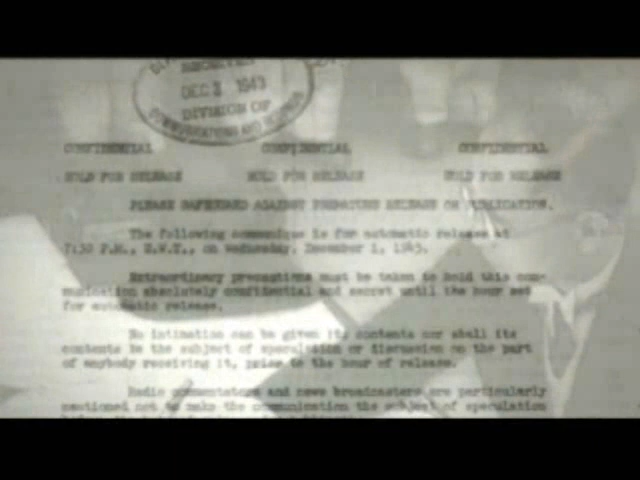 RECEIVED
DEC 3 1943
DIVISION OF
COMMUNICATIONS AND RECORDS
CONFIDENTIAL CONFIDENTIAL CONFIDENTIAL
HOLD FOR RELEASE HOLD FOR RELEASE HOLD FOR RELEASE
PLEASE SAFEGUARD AGAINST PREMATURE RELEASE OR PUBLICATION.
The following communique is for automatic release at
7:30 P.M., E.W.T., on Wednesday, December 1, 1943.
Extraordinary precautions must be taken to hold this com-
munication absolutely confidential and secret until the hour set
for automatic release.
No intimation can be given its contents nor shall its
contents be the subject of speculation or discussion on the part
of anybody receiving it, prior to the hour of release.
Radio commentators and news broadcasters are particularly
cautioned not to make the communication the subject of speculation